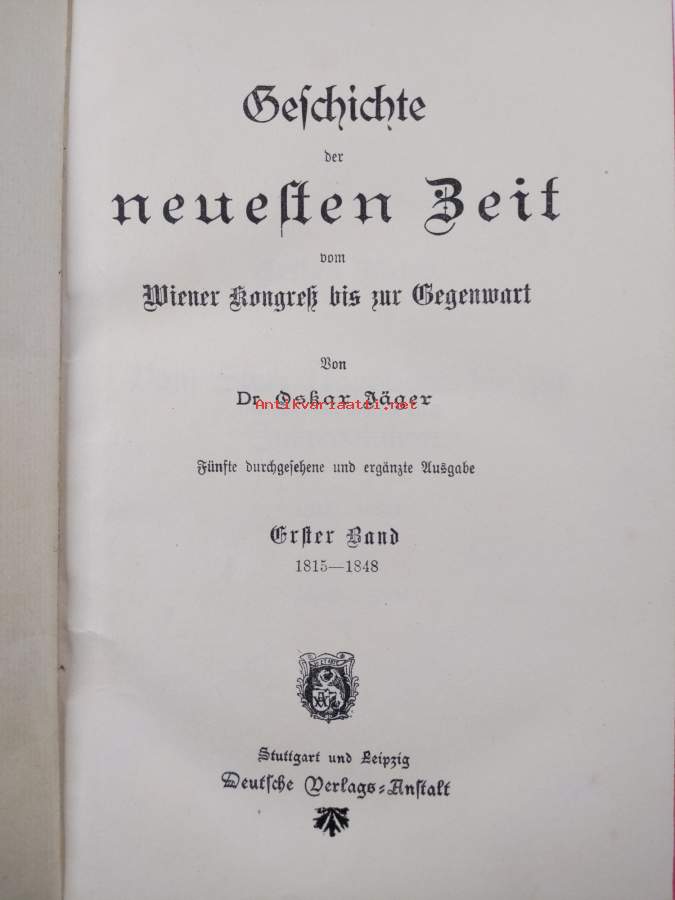 Geschichte
der
neuesten Zeit
vom
Wiener Kongreß bis zur Gegenwart
Von
Dr. Oskar Jäger
Antikvariaatti.net
Fünfte durchgesehene und ergänzte Ausgabe
Erster Band
1815—1848
Stuttgart und Leipzig
Deutsche Verlags-Anstalt